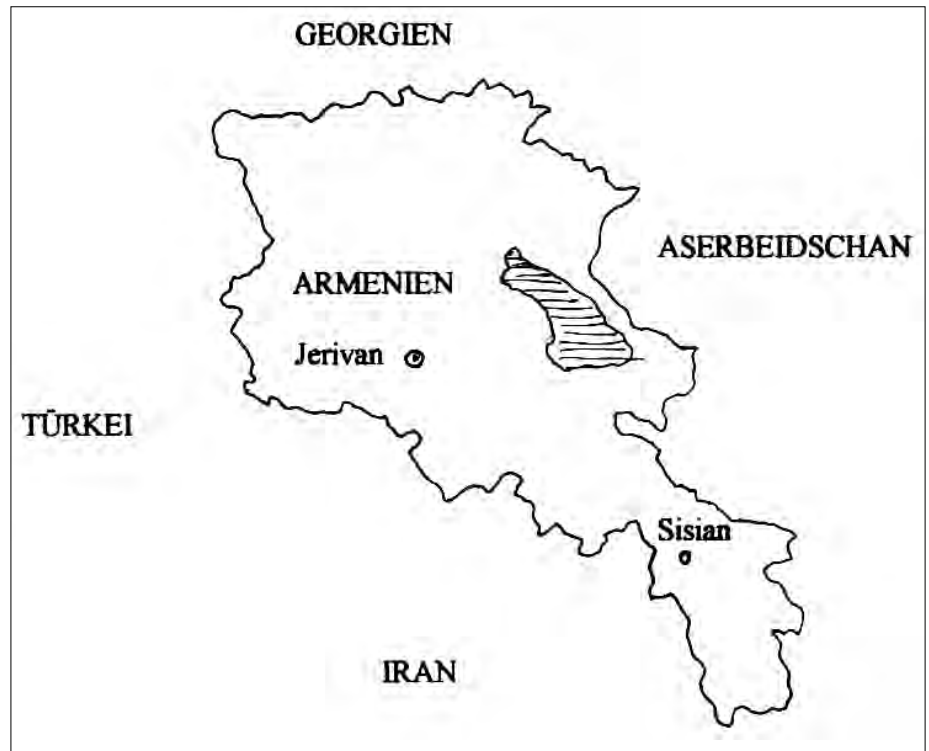 GEORGIEN
ASERBEIDSCHAN
ARMENIEN
Jerivan
TÜRKEI
Sisian
IRAN